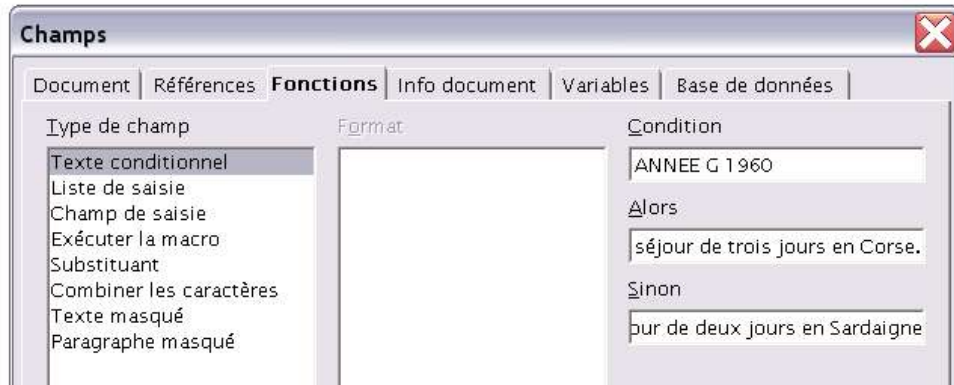 Champs
Document
Références
Fonctions
Info document
Variables
Base de données
Type de champ
Texte conditionnel
Liste de saisie
Champ de saisie
Exécuter la macro
Substituant
Combiner les caractères
Texte masqué
Paragraphe masqué
Format
Condition
ANNEE G 1960
Alors
séjour de trois jours en Corse.
Sinon
our de deux jours en Sardaigne